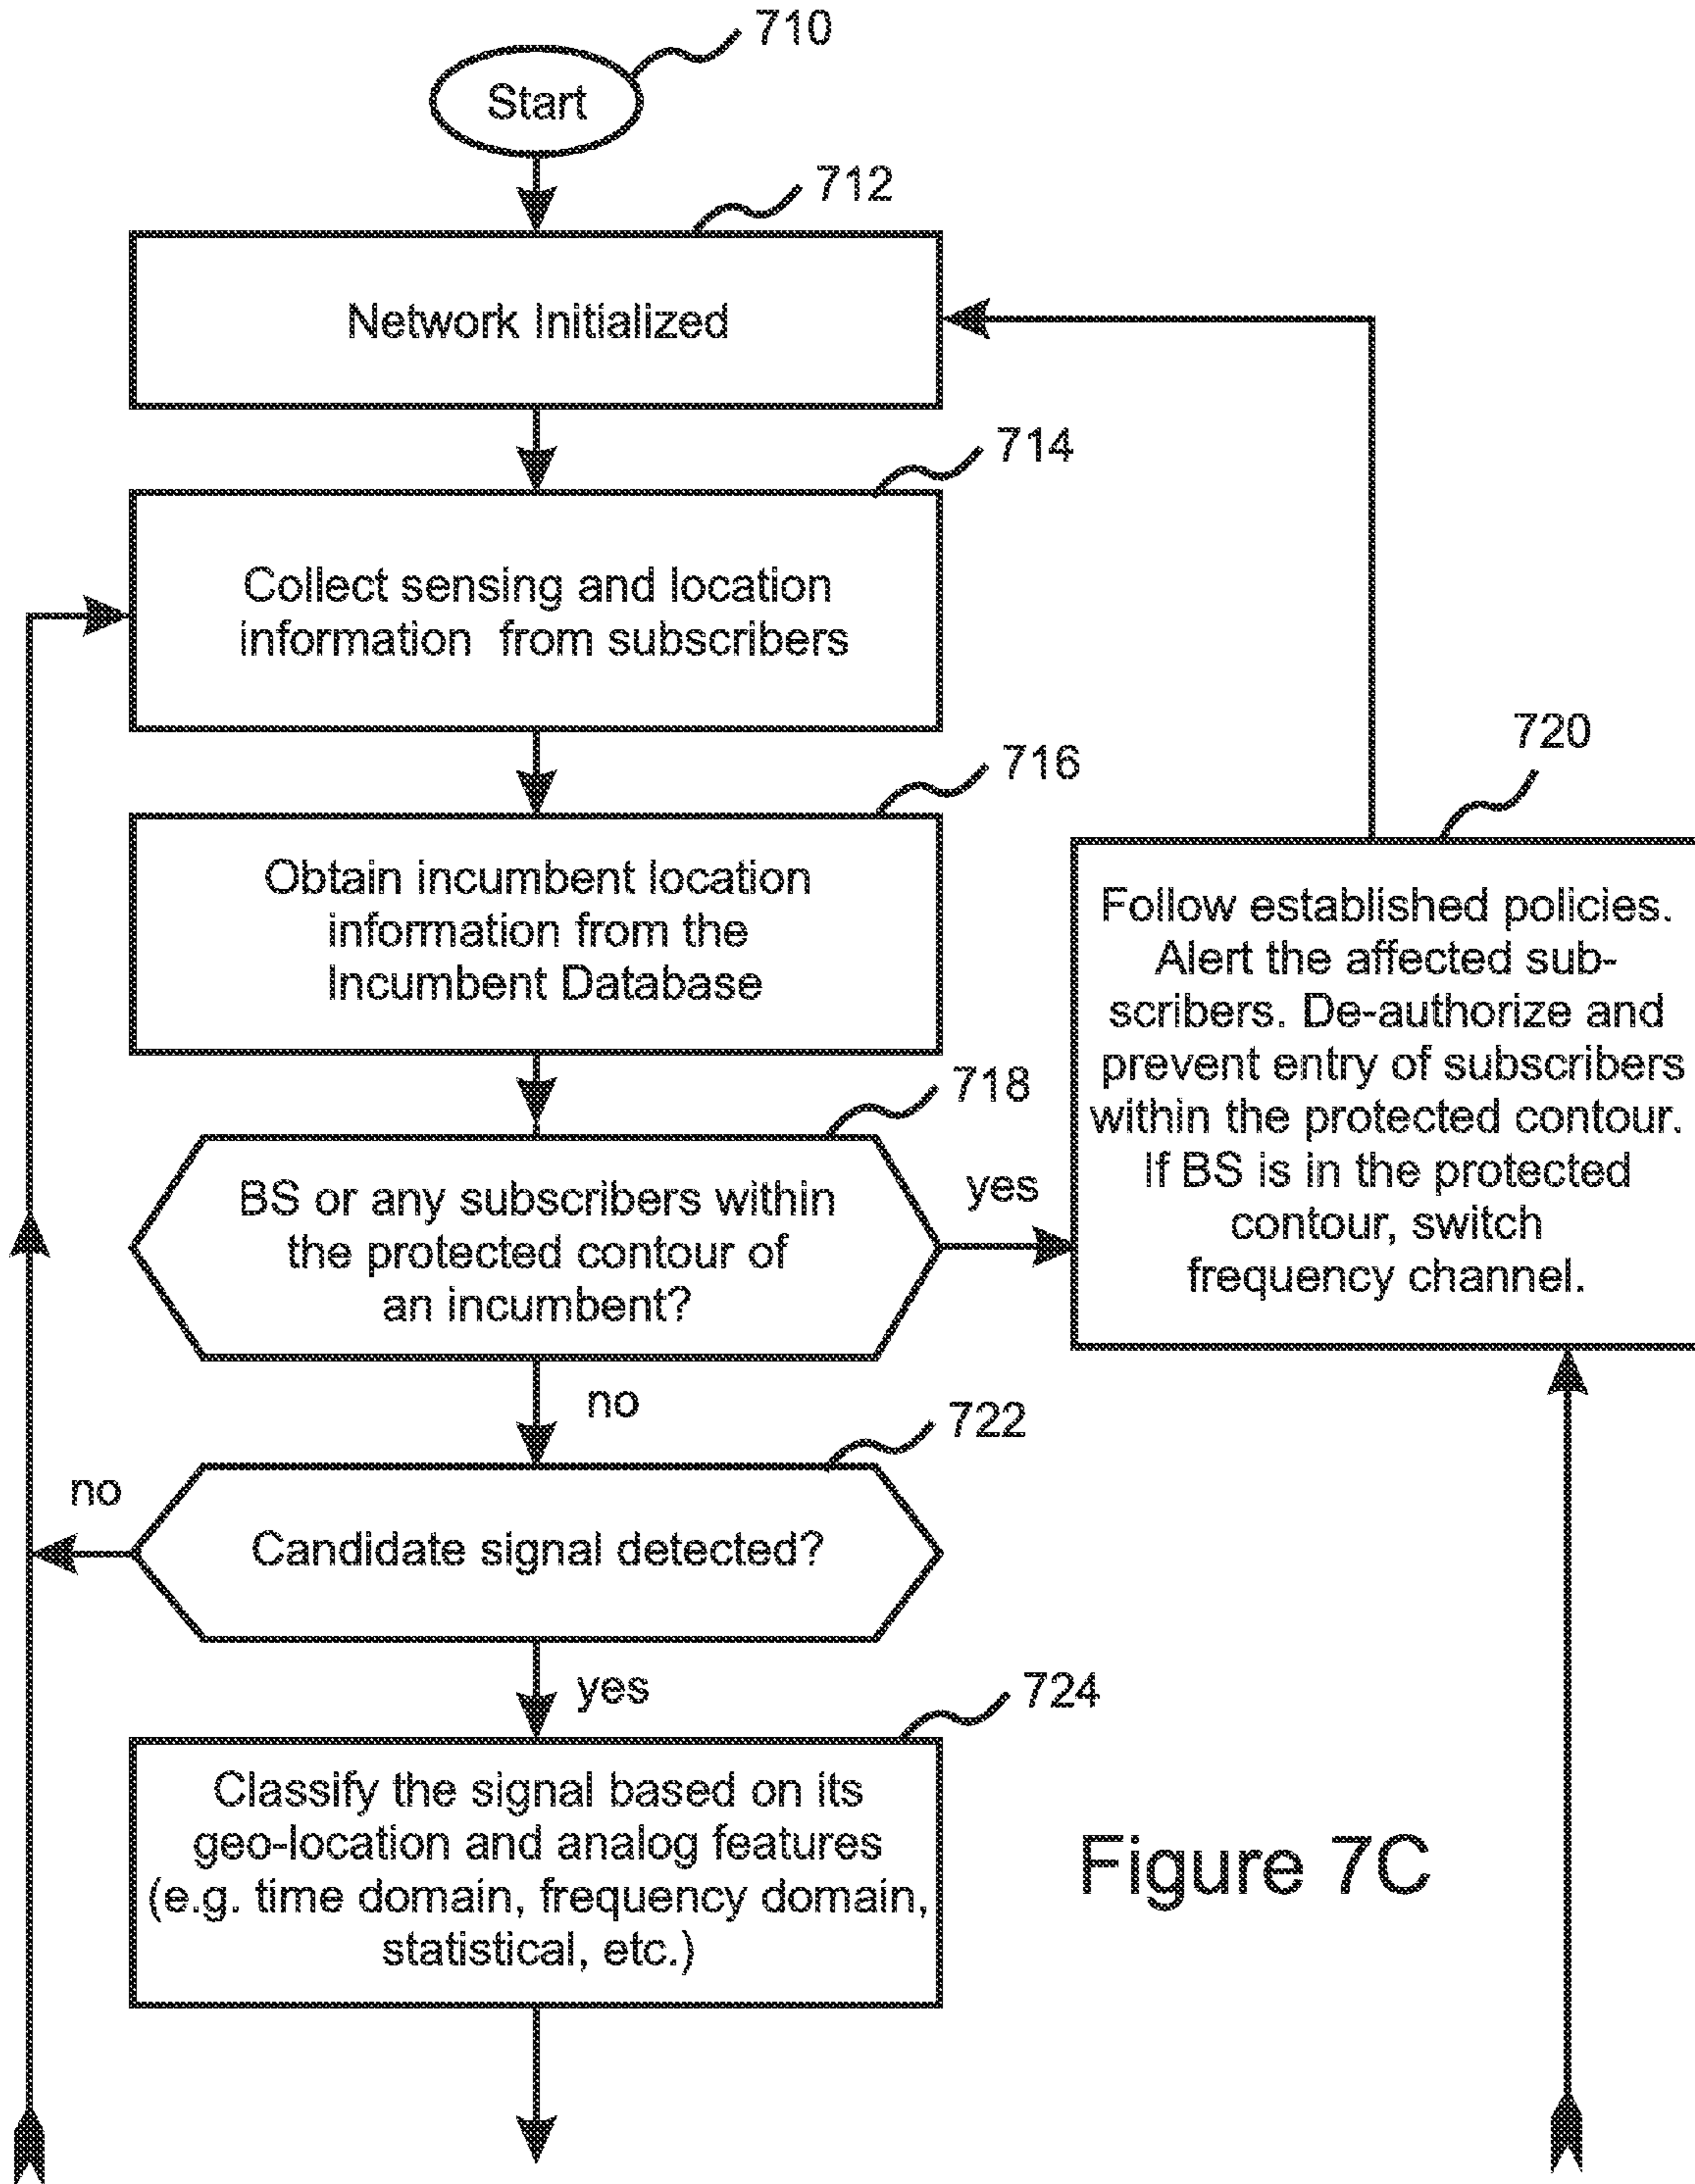 710
Start
712
Network Initialized
714
Collect sensing and location
information from subscribers
716
Obtain incumbent location
information from the
Incumbent Database
718
BS or any subscribers within
the protected contour of
an incumbent?
yes
no
720
Follow established policies.
Alert the affected sub-
scribers. De-authorize and
prevent entry of subscribers
within the protected contour.
If BS is in the protected
contour, switch
frequency channel.
722
no
Candidate signal detected?
yes
724
Classify the signal based on its
geo-location and analog features
(e.g. time domain, frequency domain,
statistical, etc.)
Figure 7C